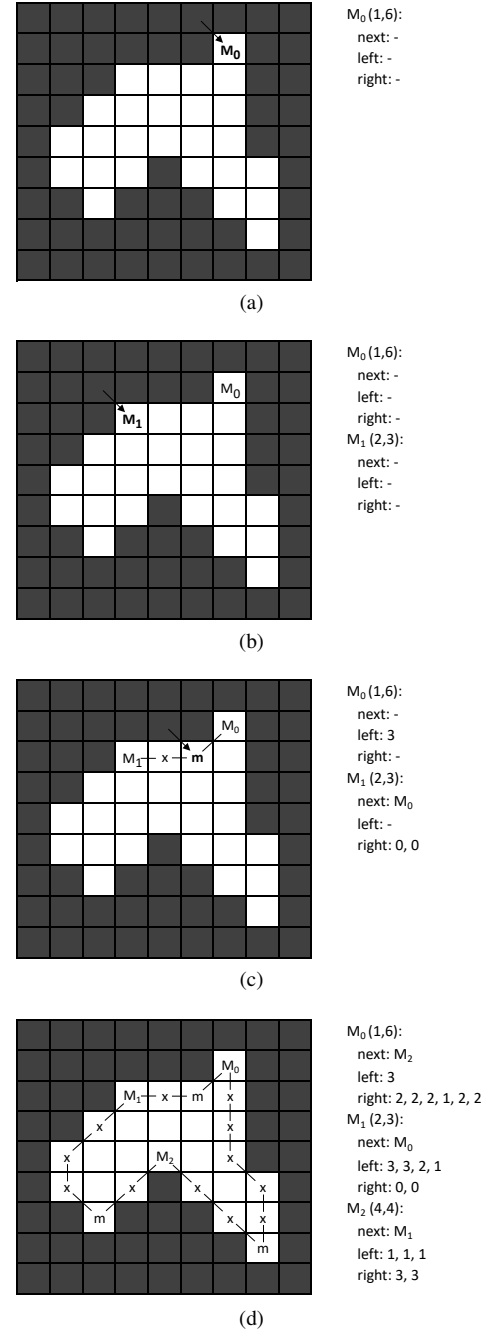 M₀
M₀ (1,6):
next: -
left: -
right: -
(a)
M₀
M₁
M₀ (1,6):
next: -
left: -
right: -
M₁ (2,3):
next: -
left: -
right: -
(b)
M₀
M₁ x m
M₀ (1,6):
next: -
left: 3
right: -
M₁ (2,3):
next: M₀
left: -
right: 0, 0
(c)
M₀
M₁ x m x
x x
x M₂ x
x x x x
m x x
m
M₀ (1,6):
next: M₂
left: 3
right: 2, 2, 2, 1, 2, 2
M₁ (2,3):
next: M₀
left: 3, 3, 2, 1
right: 0, 0
M₂ (4,4):
next: M₁
left: 1, 1, 1
right: 3, 3
(d)